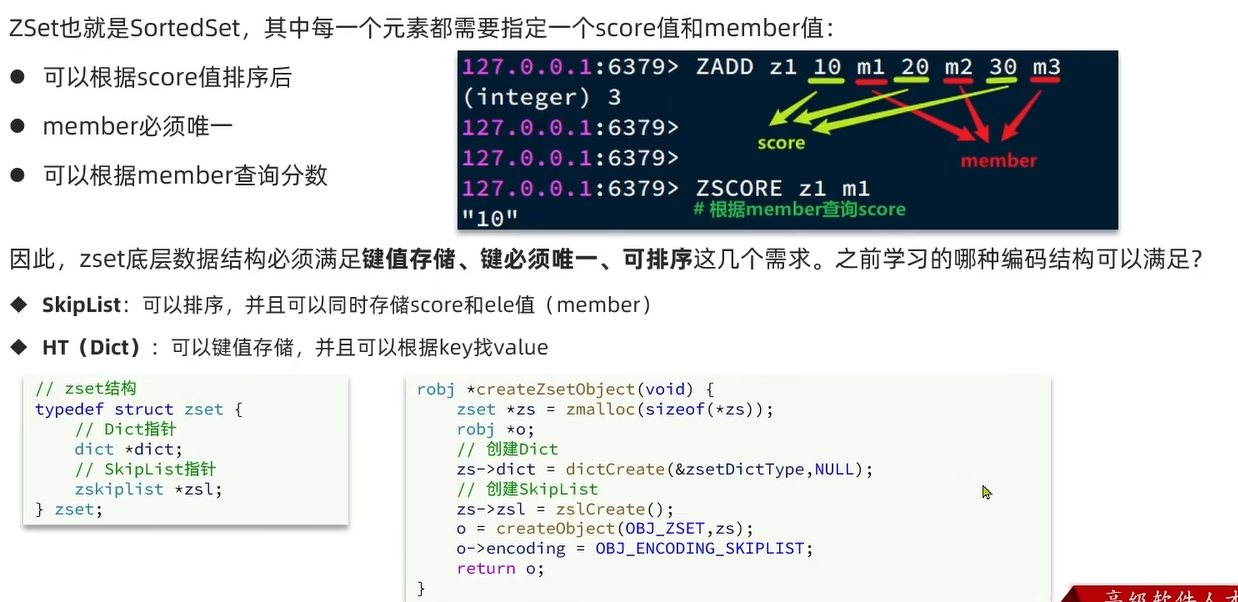 ZSet也就是SortedSet，其中每一个元素都需要指定一个score值和member值：
● 可以根据score值排序后
● member必须唯一
● 可以根据member查询分数
127.0.0.1:6379> ZADD z1 10 m1 20 m2 30 m3
(integer) 3
127.0.0.1:6379>
score
127.0.0.1:6379>
member
127.0.0.1:6379> ZSCORE z1 m1
"10"
# 根据member查询score
因此，zset底层数据结构必须满足键值存储、键必须唯一、可排序这几个需求。之前学习的哪种编码结构可以满足？
◆ SkipList：可以排序，并且可以同时存储score和ele值（member）
◆ HT（Dict）：可以键值存储，并且可以根据key找value
// zset结构
typedef struct zset {
// Dict指针
dict *dict;
// SkipList指针
zskiplist *zsl;
} zset;
robj *createZsetObject(void) {
zset *zs = zmalloc(sizeof(*zs));
robj *o;
// 创建Dict
zs->dict = dictCreate(&zsetDictType,NULL);
// 创建SkipList
zs->zsl = zslCreate();
o = createObject(OBJ_ZSET,zs);
o->encoding = OBJ_ENCODING_SKIPLIST;
return o;
}
高级软件人才